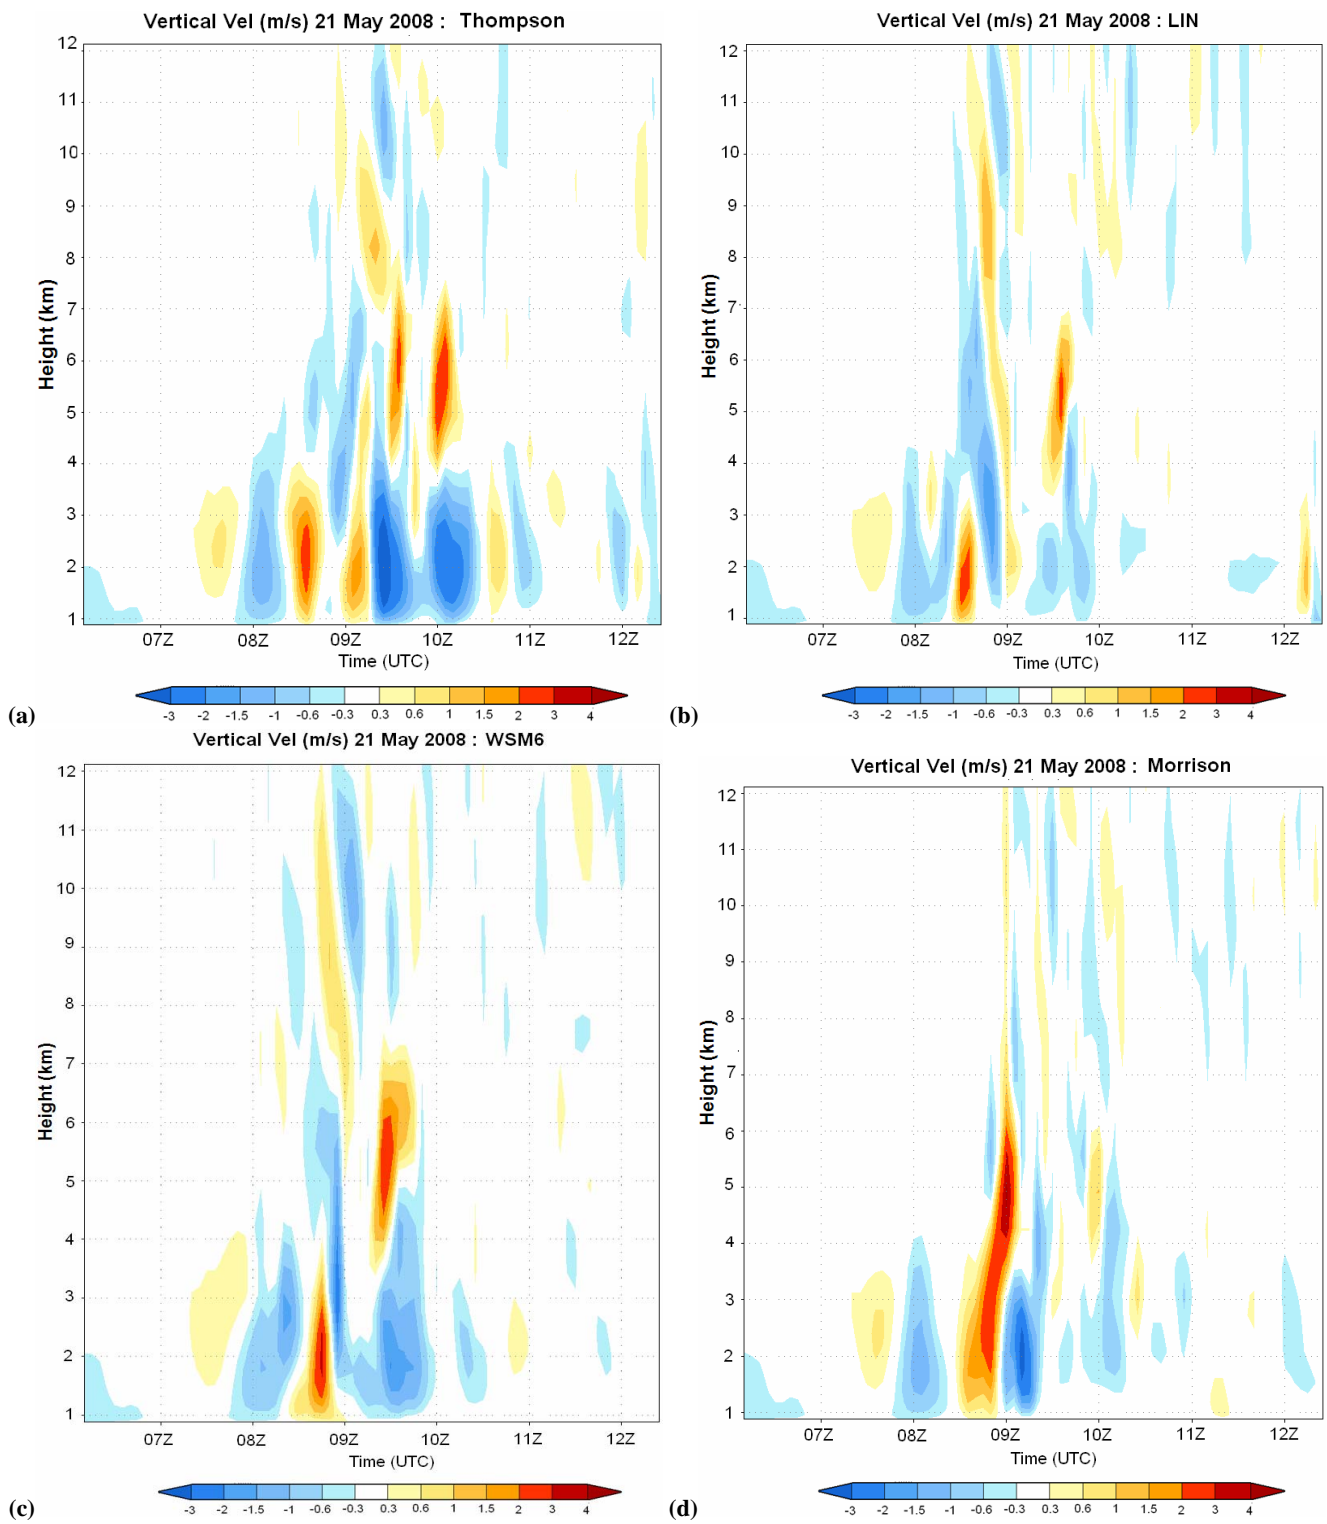 Vertical Vel (m/s) 21 May 2008 : Thompson
12
11
10
9
8
7
6
5
4
3
2
1
Height (km)
07Z 08Z 09Z 10Z 11Z 12Z
Time (UTC)
-3 -2 -1.5 -1 -0.6 -0.3 0.3 0.6 1 1.5 2 3 4
(a)
Vertical Vel (m/s) 21 May 2008 : LIN
12
11
10
9
8
7
6
5
4
3
2
1
Height (km)
07Z 08Z 09Z 10Z 11Z 12Z
Time (UTC)
-3 -2 -1.5 -1 -0.6 -0.3 0.3 0.6 1 1.5 2 3 4
(b)
Vertical Vel (m/s) 21 May 2008 : WSM6
12
11
10
9
8
7
6
5
4
3
2
1
Height (km)
07Z 08Z 09Z 10Z 11Z 12Z
Time (UTC)
-3 -2 -1.5 -1 -0.6 -0.3 0.3 0.6 1 1.5 2 3 4
(c)
Vertical Vel (m/s) 21 May 2008 : Morrison
12
11
10
9
8
7
6
5
4
3
2
1
Height (km)
07Z 08Z 09Z 10Z 11Z 12Z
Time (UTC)
-3 -2 -1.5 -1 -0.6 -0.3 0.3 0.6 1 1.5 2 3 4
(d)